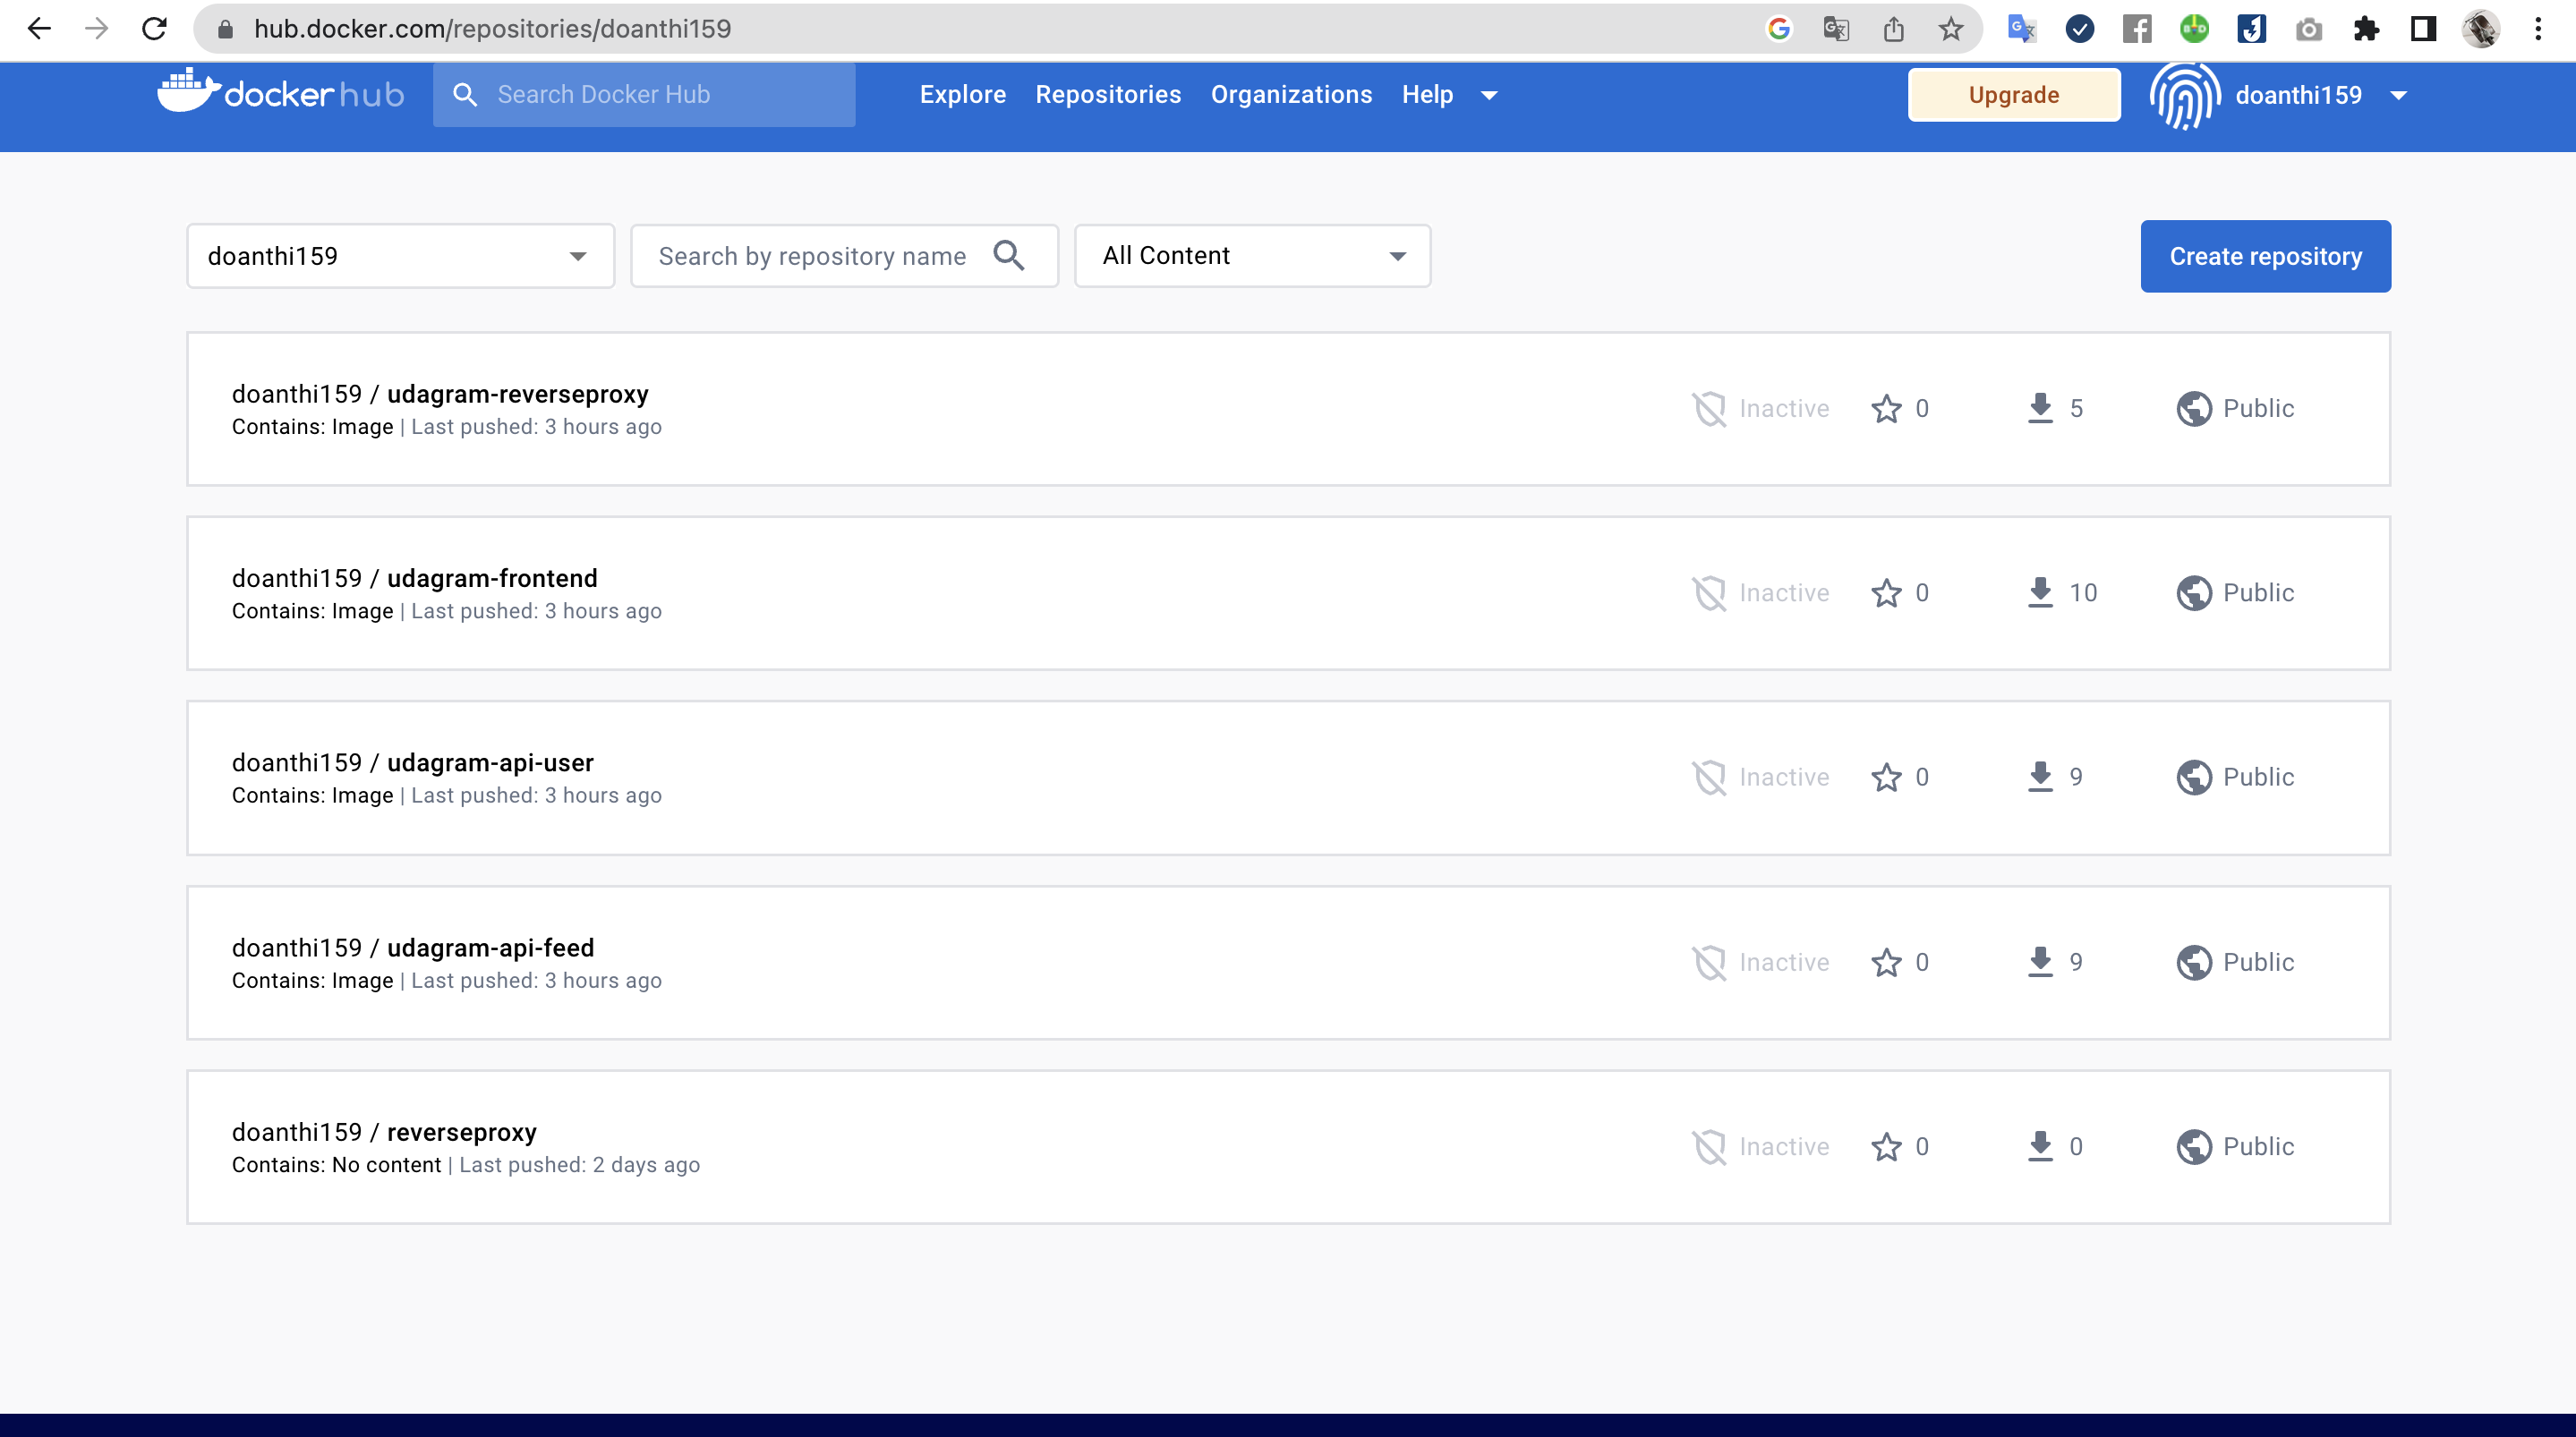 hub.docker.com/repositories/doanthi159
docker hub
Search Docker Hub
Explore
Repositories
Organizations
Help
Upgrade
doanthi159
doanthi159
Search by repository name
All Content
Create repository
doanthi159 / udagram-reverseproxy
Contains: Image | Last pushed: 3 hours ago
Inactive
0
5
Public
doanthi159 / udagram-frontend
Contains: Image | Last pushed: 3 hours ago
Inactive
0
10
Public
doanthi159 / udagram-api-user
Contains: Image | Last pushed: 3 hours ago
Inactive
0
9
Public
doanthi159 / udagram-api-feed
Contains: Image | Last pushed: 3 hours ago
Inactive
0
9
Public
doanthi159 / reverseproxy
Contains: No content | Last pushed: 2 days ago
Inactive
0
0
Public